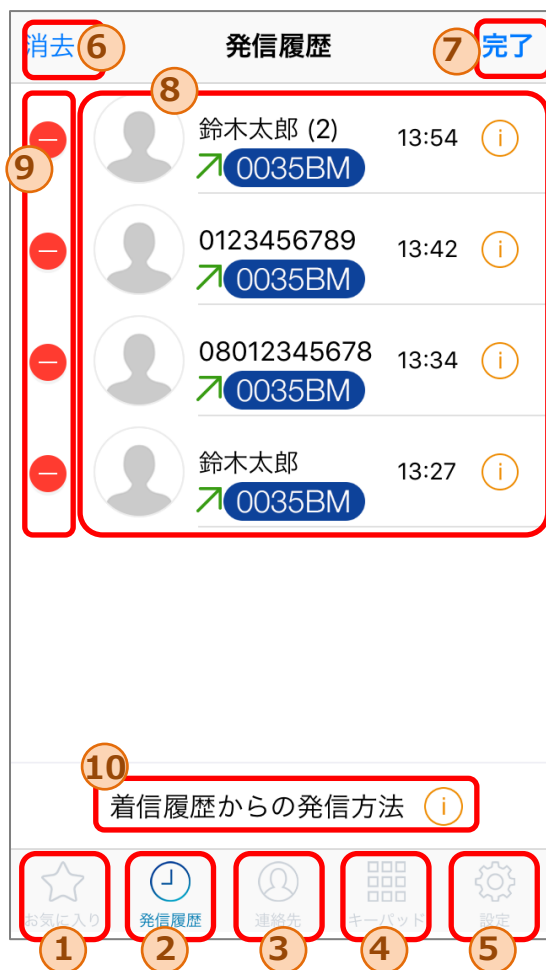 消去 6 発信履歴 7 完了
8
鈴木太郎 (2) 13:54 i
9
0035BM
0123456789 13:42 i
0035BM
08012345678 13:34 i
0035BM
鈴木太郎 13:27 i
0035BM
10
着信履歴からの発信方法 i
お気に入り 発信履歴 連絡先 キーパッド 設定
1 2 3 4 5